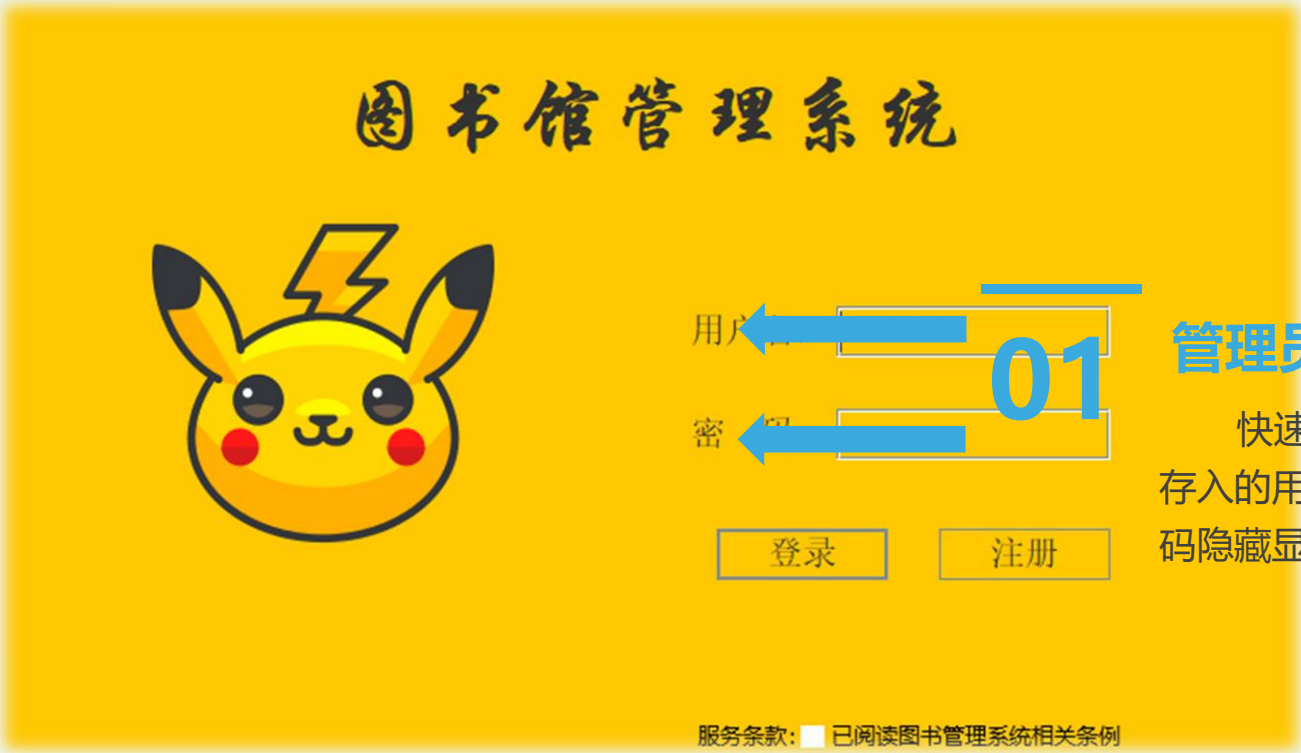 图书馆管理系统
用户
01
管理员
密
快速
存入的用
码隐藏显
登录 注册
服务条款: 已阅读图书管理系统相关条例